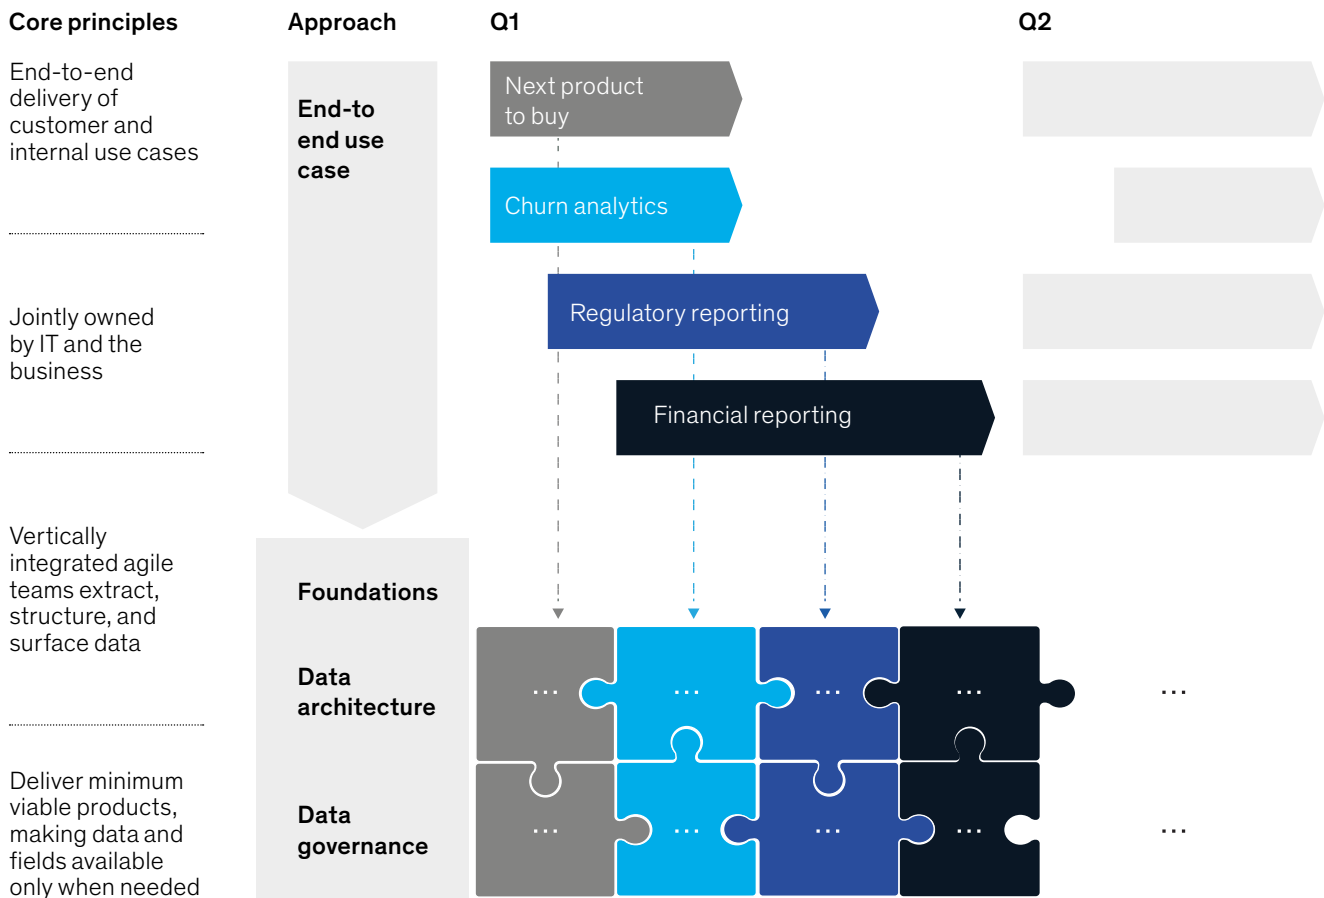 Core principles
Approach
Q1
Q2
End-to-end
delivery of
customer and
internal use cases
Jointly owned
by IT and the
business
Vertically
integrated agile
teams extract,
structure, and
surface data
Deliver minimum
viable products,
making data and
fields available
only when needed
End-to
end use
case
Next product
to buy
Churn analytics
Regulatory reporting
Financial reporting
Foundations
Data
architecture
... ... ... ... ...
Data
governance
... ... ... ... ...